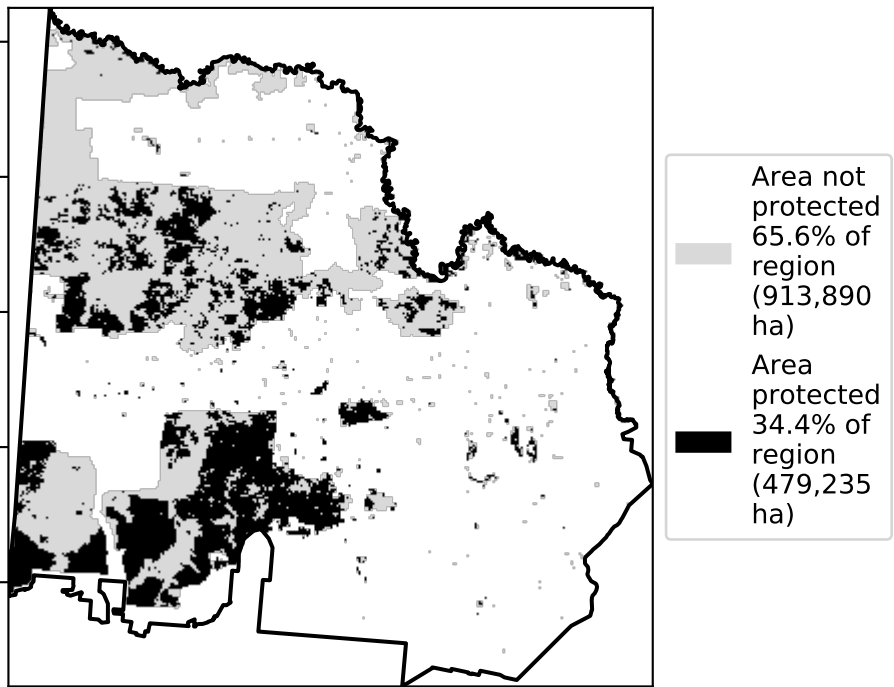 Area not
protected
65.6% of
region
(913,890
ha)
Area
protected
34.4% of
region
(479,235
ha)